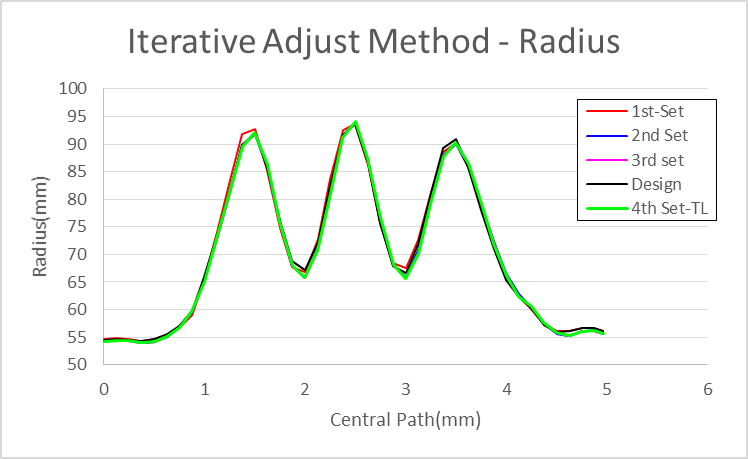 Iterative Adjust Method - Radius
100
95
90
85
80
75
70
65
60
55
50
Radius(mm)
1st-Set
2nd Set
3rd set
Design
4th Set-TL
0 1 2 3 4 5 6
Central Path(mm)